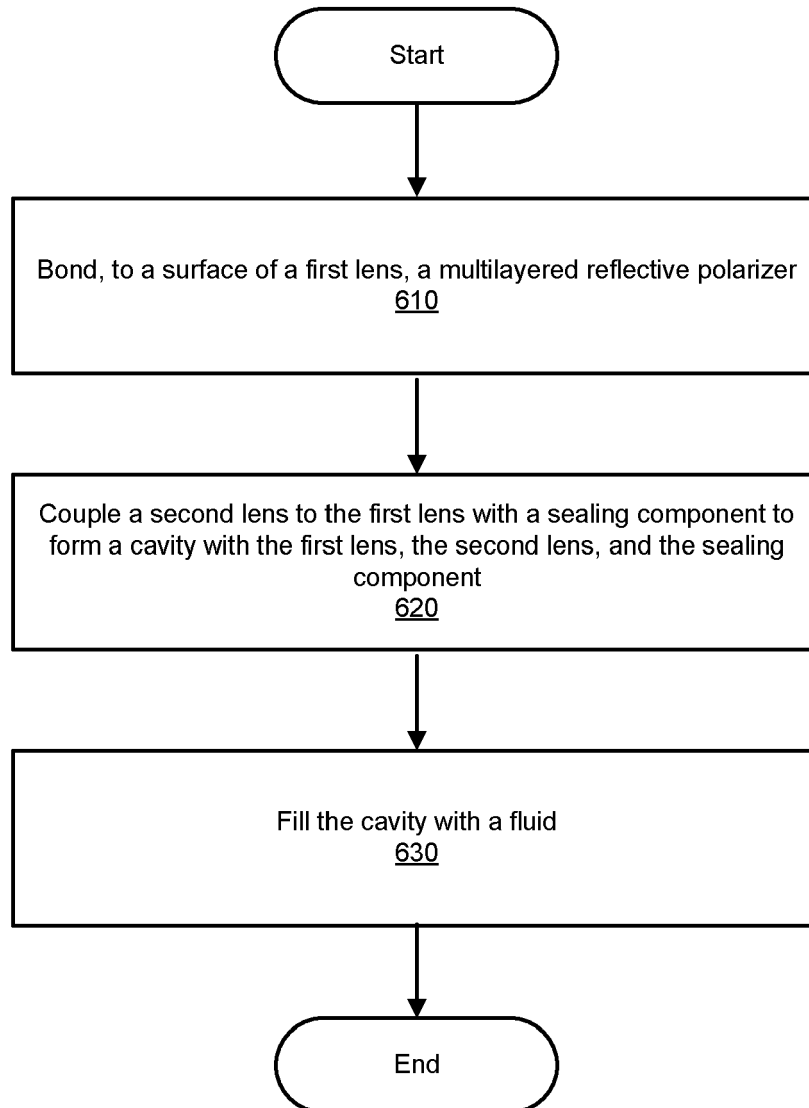 Start
Bond, to a surface of a first lens, a multilayered reflective polarizer
610
Couple a second lens to the first lens with a sealing component to
form a cavity with the first lens, the second lens, and the sealing
component
620
Fill the cavity with a fluid
630
End